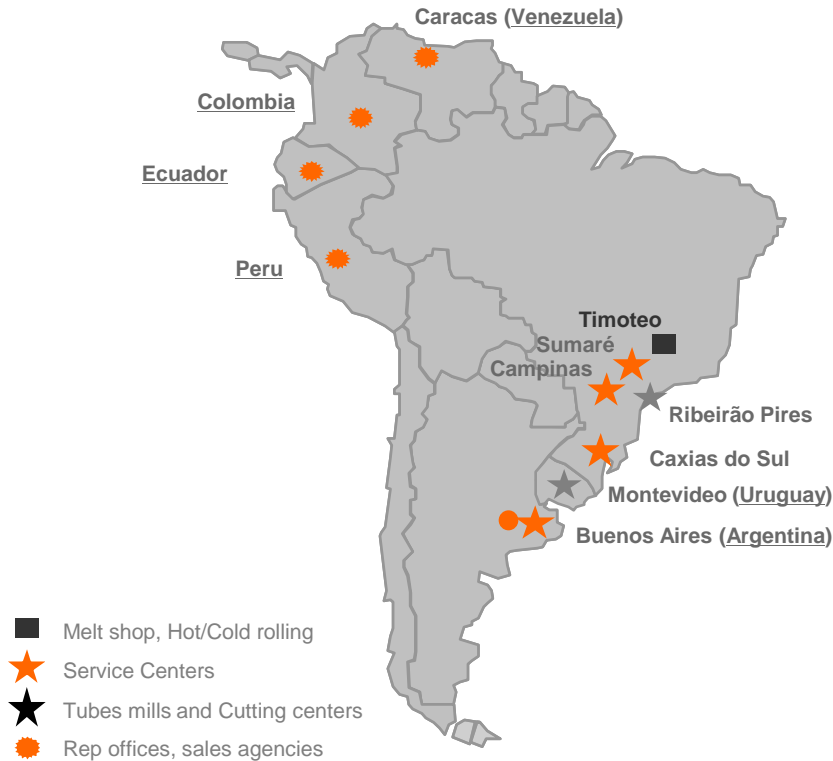 Caracas (Venezuela)
Colombia
Ecuador
Peru
Timoteo
Sumaré
Campinas
Ribeirão Pires
Caxias do Sul
Montevideo (Uruguay)
Buenos Aires (Argentina)
Melt shop, Hot/Cold rolling
Service Centers
Tubes mills and Cutting centers
Rep offices, sales agencies